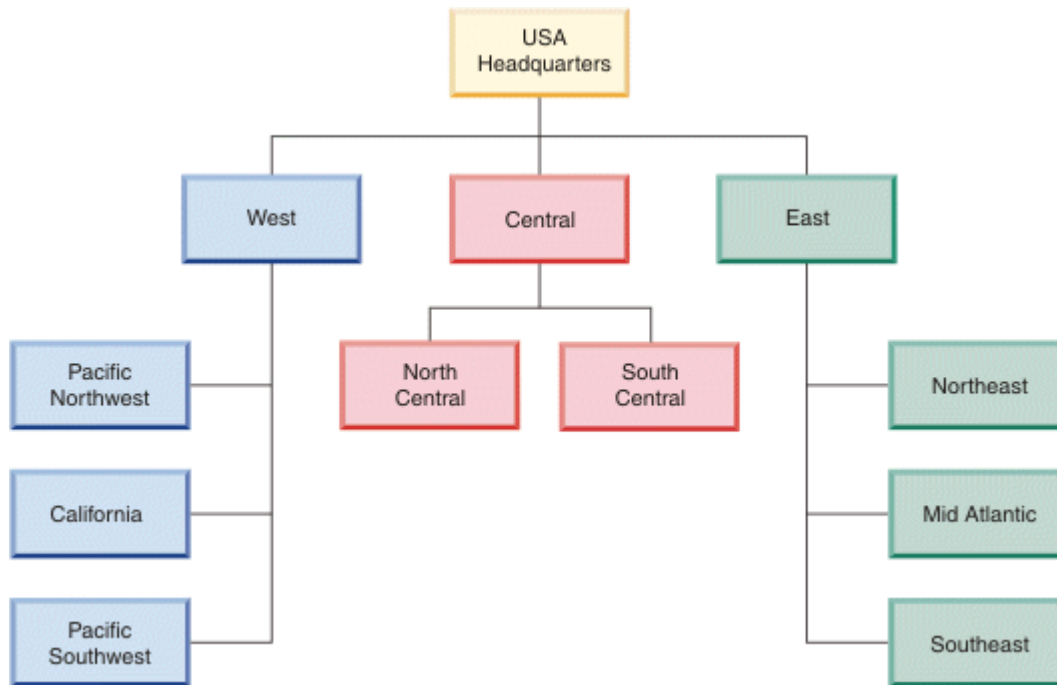 USA
Headquarters
West
Central
East
Pacific
Northwest
North
Central
South
Central
Northeast
California
Mid Atlantic
Pacific
Southwest
Southeast